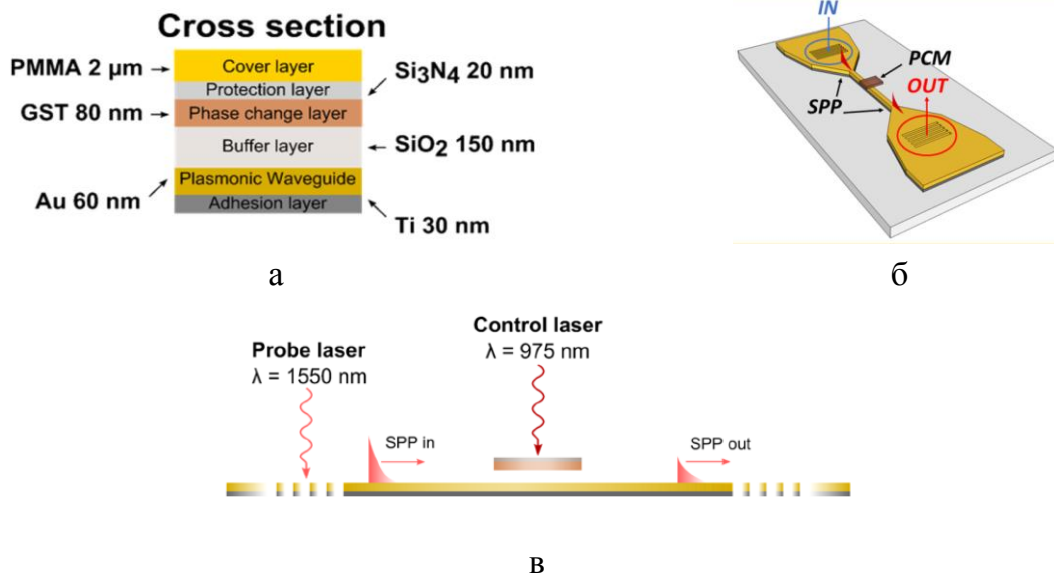 Cross section
PMMA 2 μm
Cover layer
Si₃N₄ 20 nm
Protection layer
GST 80 nm
Phase change layer
Buffer layer
SiO₂ 150 nm
Plasmonic Waveguide
Au 60 nm
Adhesion layer
Ti 30 nm
IN
PCM
OUT
SPP
а
б
Control laser
λ = 975 nm
Probe laser
λ = 1550 nm
SPP in
SPP out
в